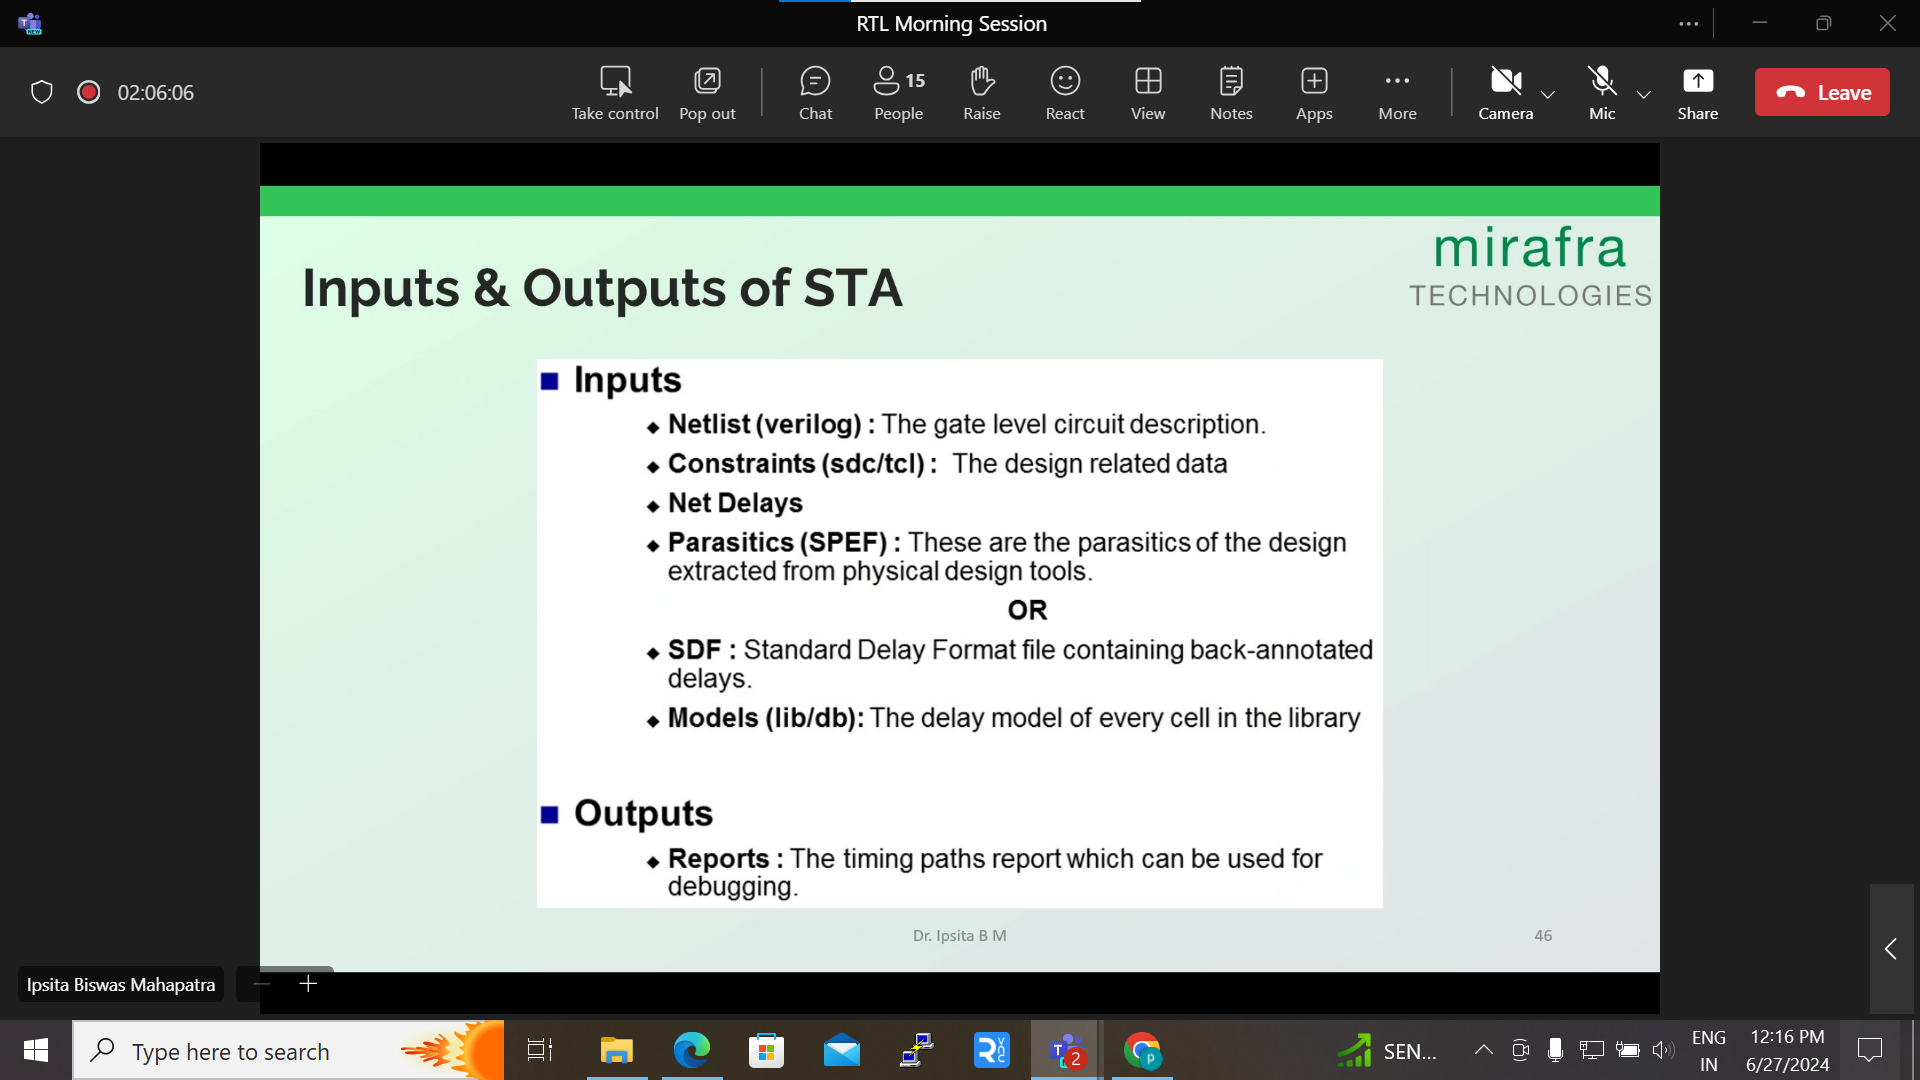 RTL Morning Session
02:06:06
Take control
Pop out
Chat
15
People
Raise
React
View
Notes
Apps
More
Camera
Mic
Share
Leave
mirafra
TECHNOLOGIES
Inputs & Outputs of STA
Inputs
Netlist (verilog) : The gate level circuit description.
Constraints (sdc/tcl) : The design related data
Net Delays
Parasitics (SPEF) : These are the parasitics of the design
extracted from physical design tools.
OR
SDF : Standard Delay Format file containing back-annotated
delays.
Models (lib/db): The delay model of every cell in the library
Outputs
Reports : The timing paths report which can be used for
debugging.
Dr. Ipsita B M
46
Ipsita Biswas Mahapatra
Type here to search
SEN...
ENG
IN
12:16 PM
6/27/2024
2